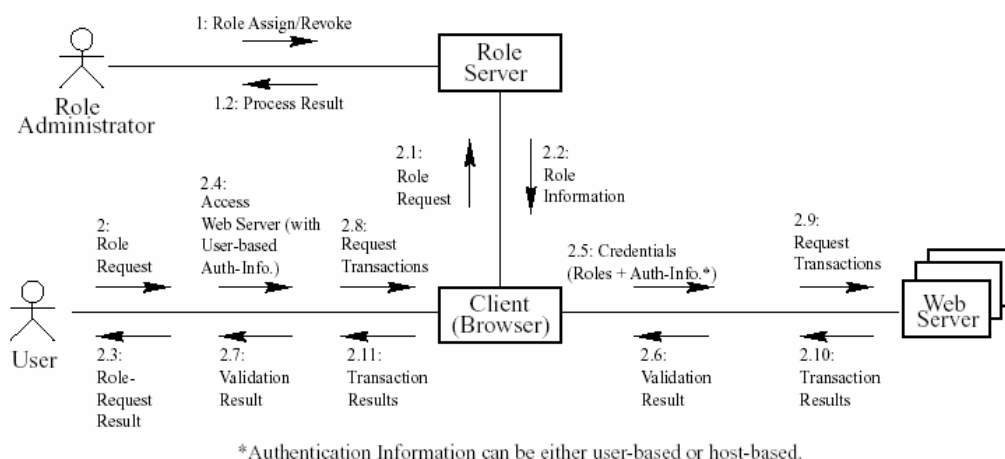 1: Role Assign/Revoke
Role
Server
1.2: Process Result
Role
Administrator
2.1:
Role
Request
2.2:
Role
Information
2:
Role
Request
2.4:
Access
Web Server (with
User-based
Auth-Info.)
2.8:
Request
Transactions
2.5: Credentials
(Roles + Auth-Info.*)
2.9:
Request
Transactions
User
Client
(Browser)
Web
Server
2.3:
Role-
Request
Result
2.7:
Validation
Result
2.11:
Transaction
Results
2.6:
Validation
Result
2.10:
Transaction
Results
*Authentication Information can be either user-based or host-based.